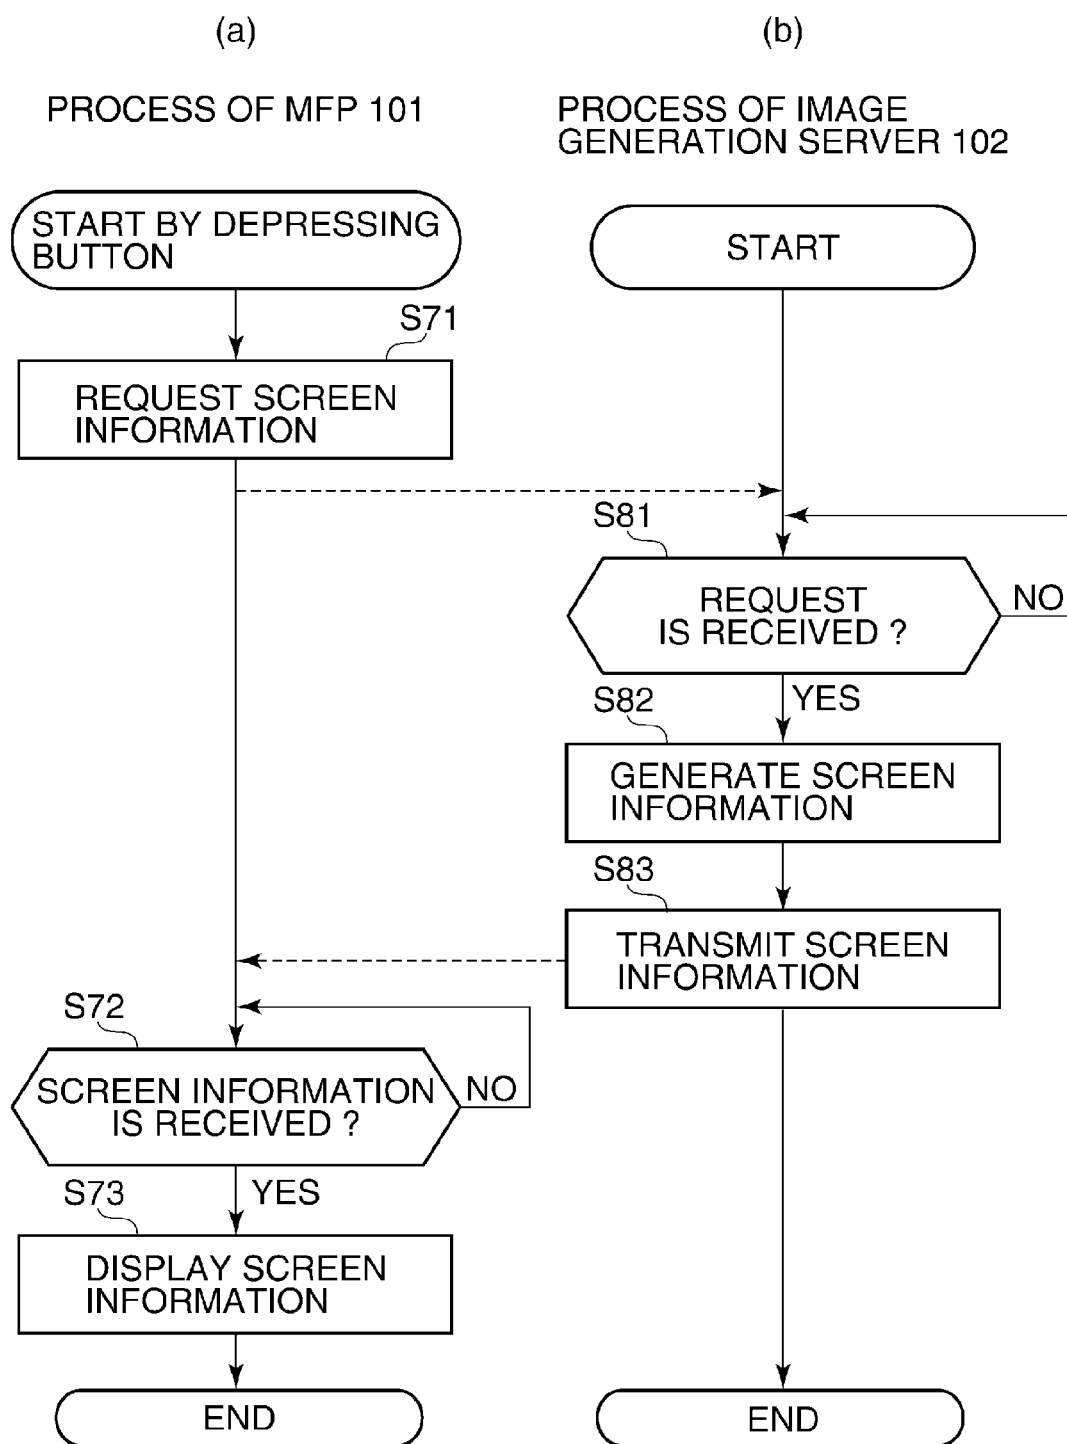 (a)
PROCESS OF MFP 101
START BY DEPRESSING
BUTTON
S71
REQUEST SCREEN
INFORMATION
S72
SCREEN INFORMATION
IS RECEIVED ?
NO
YES
S73
DISPLAY SCREEN
INFORMATION
END
(b)
PROCESS OF IMAGE
GENERATION SERVER 102
START
S81
REQUEST
IS RECEIVED ?
NO
YES
S82
GENERATE SCREEN
INFORMATION
S83
TRANSMIT SCREEN
INFORMATION
END